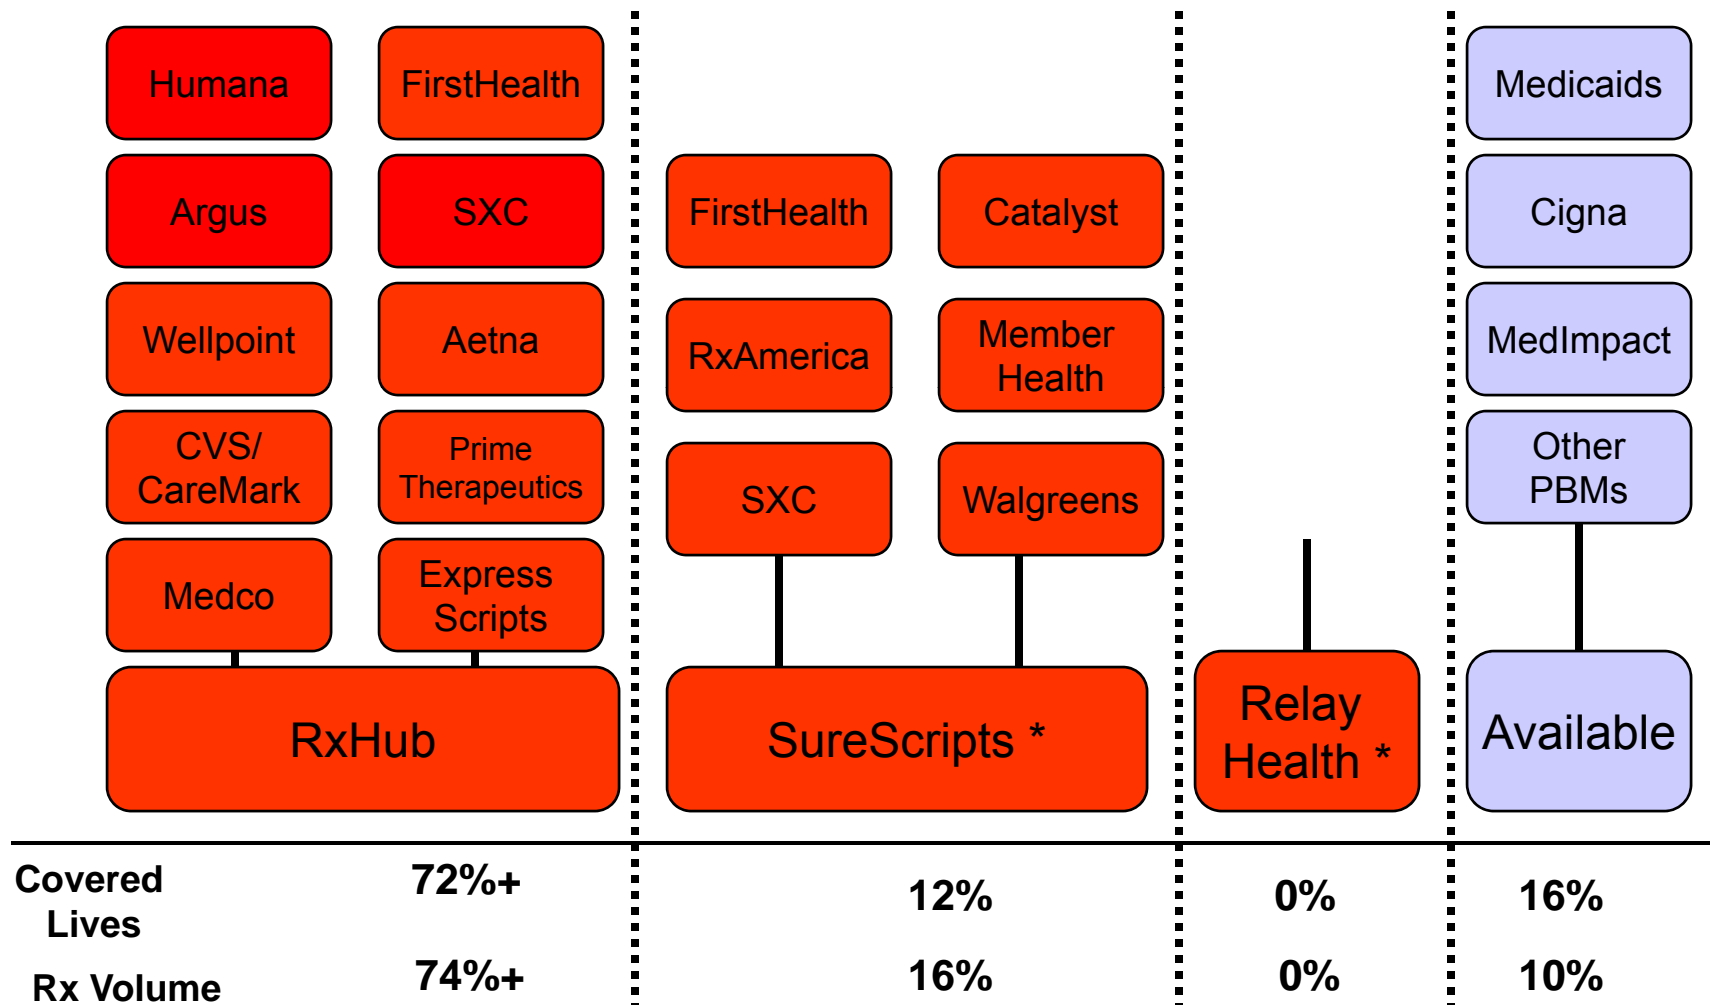 Humana
FirstHealth
Medicaids
Argus
SXC
FirstHealth
Catalyst
Cigna
Wellpoint
Aetna
RxAmerica
Member
Health
MedImpact
CVS/
CareMark
Prime
Therapeutics
SXC
Walgreens
Other
PBMs
Medco
Express
Scripts
RxHub
SureScripts *
Relay
Health *
Available
Covered
Lives
72%+
12%
0%
16%
Rx Volume
74%+
16%
0%
10%